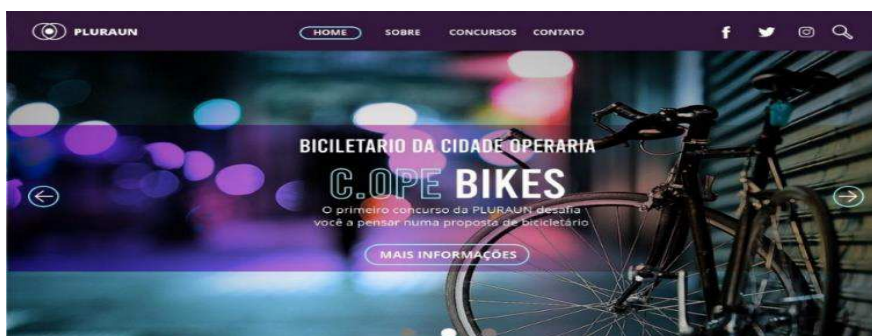 PLURAUN HOME SOBRE CONCURSOS CONTATO
BICILETARIO DA CIDADE OPERARIA
C.OPE BIKES
O primeiro concurso da PLURAUN desafia
você a pensar numa proposta de bicicletário
MAIS INFORMAÇÕES